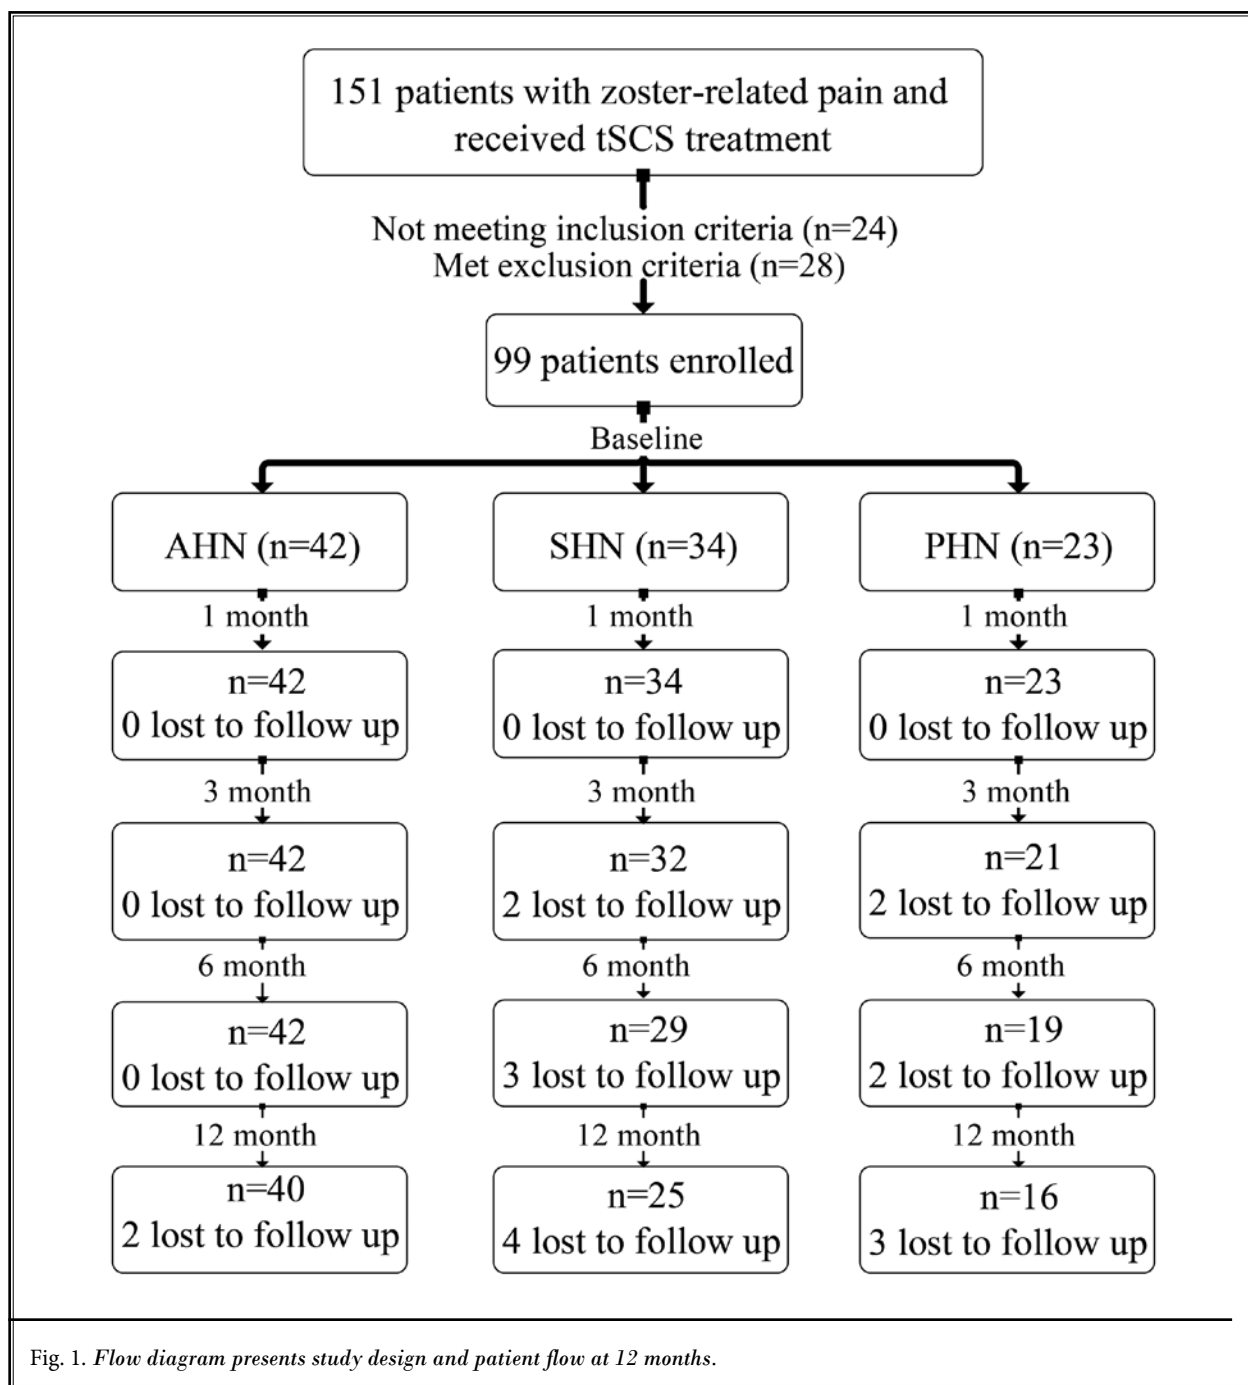 151 patients with zoster-related pain and
received tSCS treatment
Not meeting inclusion criteria (n=24)
Met exclusion criteria (n=28)
99 patients enrolled
Baseline
AHN (n=42)
SHN (n=34)
PHN (n=23)
1 month
1 month
1 month
n=42
0 lost to follow up
n=34
0 lost to follow up
n=23
0 lost to follow up
3 month
3 month
3 month
n=42
0 lost to follow up
n=32
2 lost to follow up
n=21
2 lost to follow up
6 month
6 month
6 month
n=42
0 lost to follow up
n=29
3 lost to follow up
n=19
2 lost to follow up
12 month
12 month
12 month
n=40
2 lost to follow up
n=25
4 lost to follow up
n=16
3 lost to follow up
Fig. 1. Flow diagram presents study design and patient flow at 12 months.